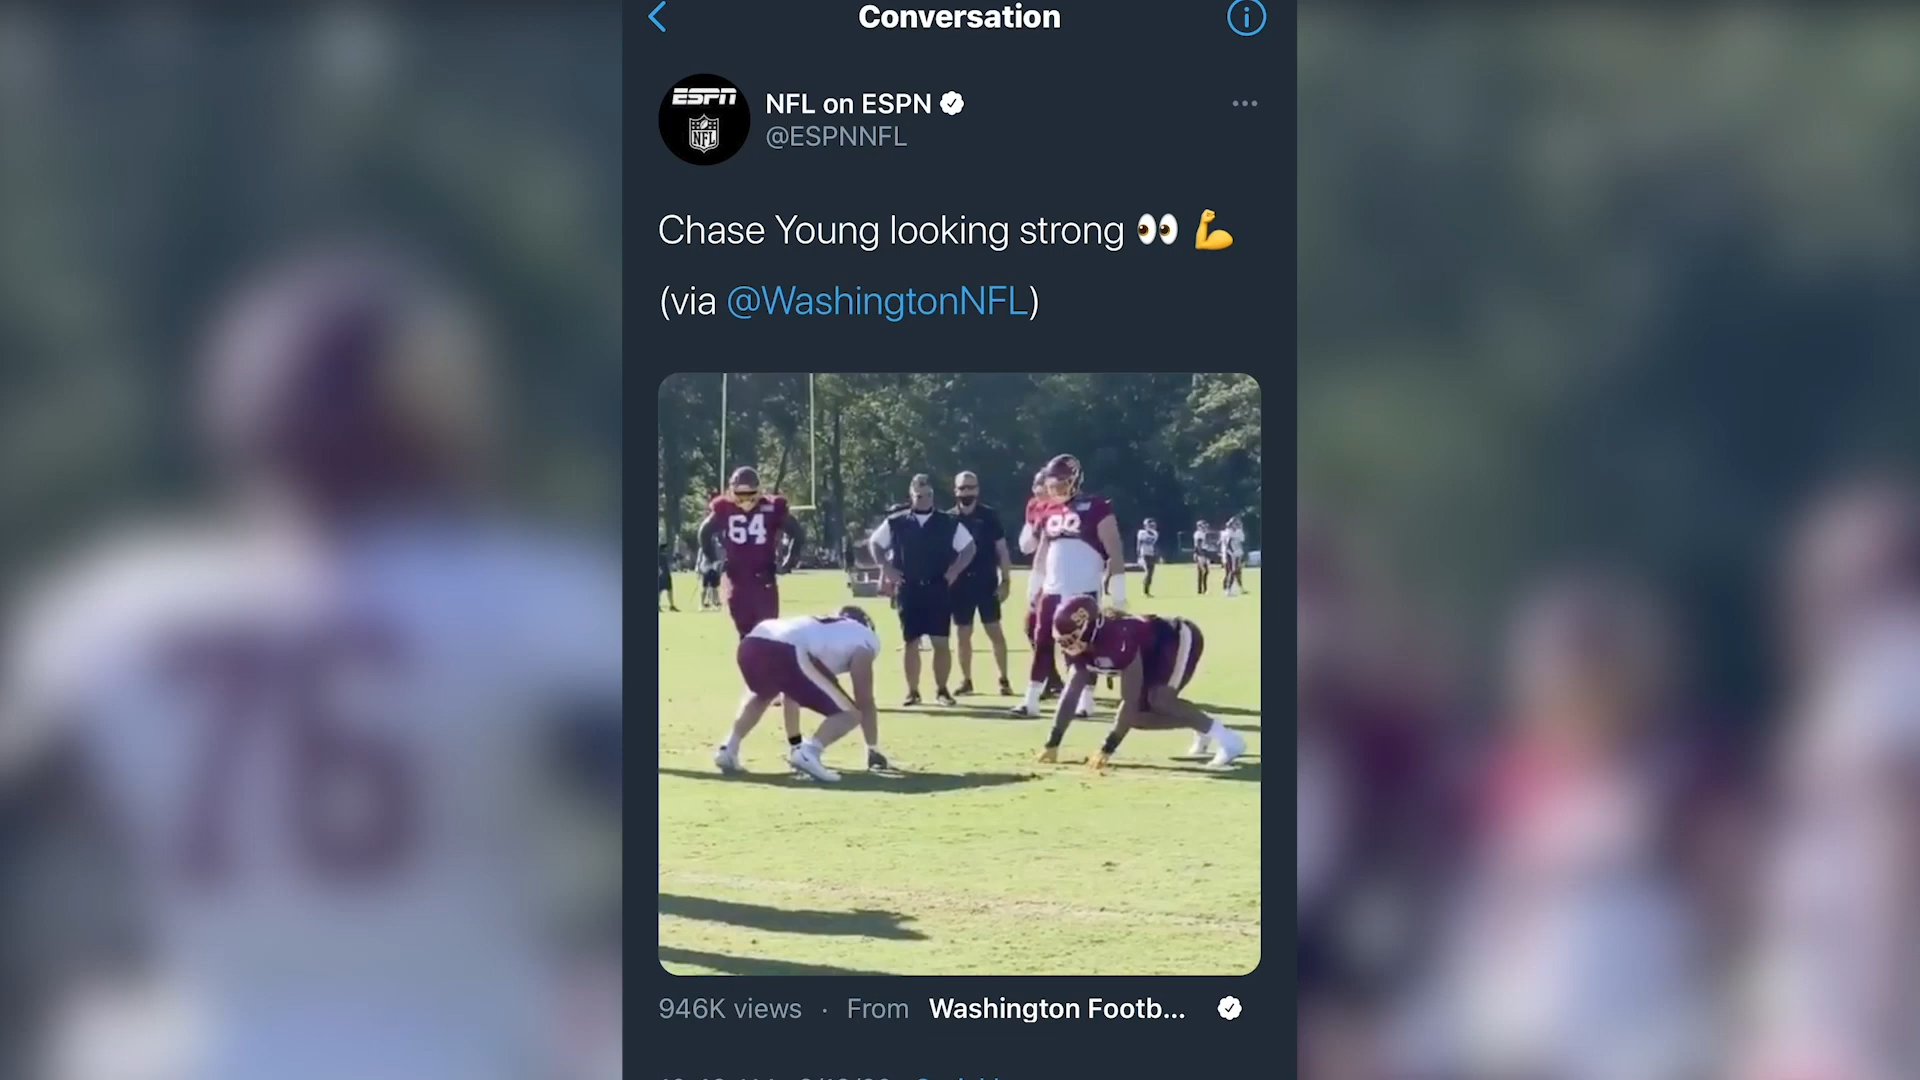 Conversation
ESPN
NFL
NFL on ESPN
@ESPNNFL
Chase Young looking strong 👀 💪
(via @WashingtonNFL)
64
76
946K views · From Washington Footb...